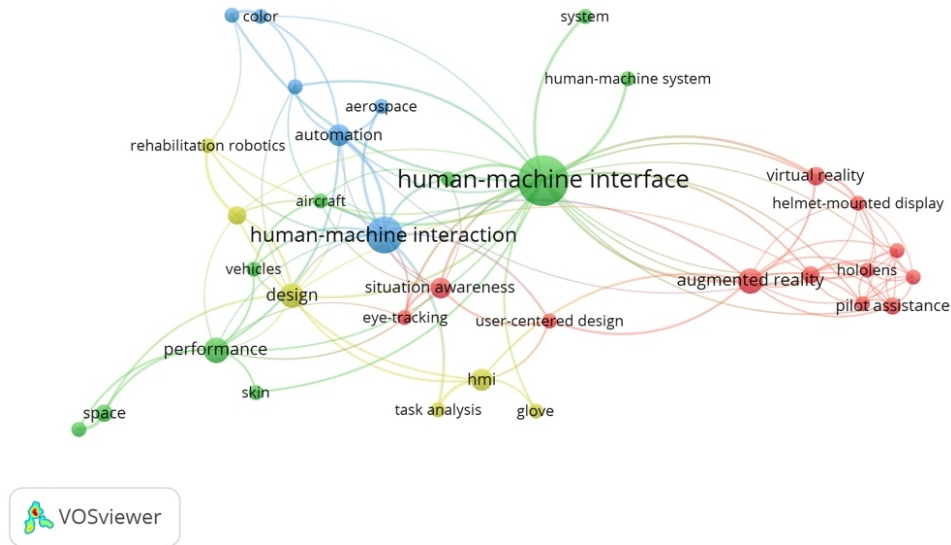 color
system
human-machine system
aerospace
automation
rehabilitation robotics
human-machine interface
virtual reality
aircraft
helmet-mounted display
human-machine interaction
vehicles
hololens
augmented reality
situation awareness
design
pilot assistance
eye-tracking
user-centered design
performance
hmi
skin
task analysis
glove
space
VOSviewer